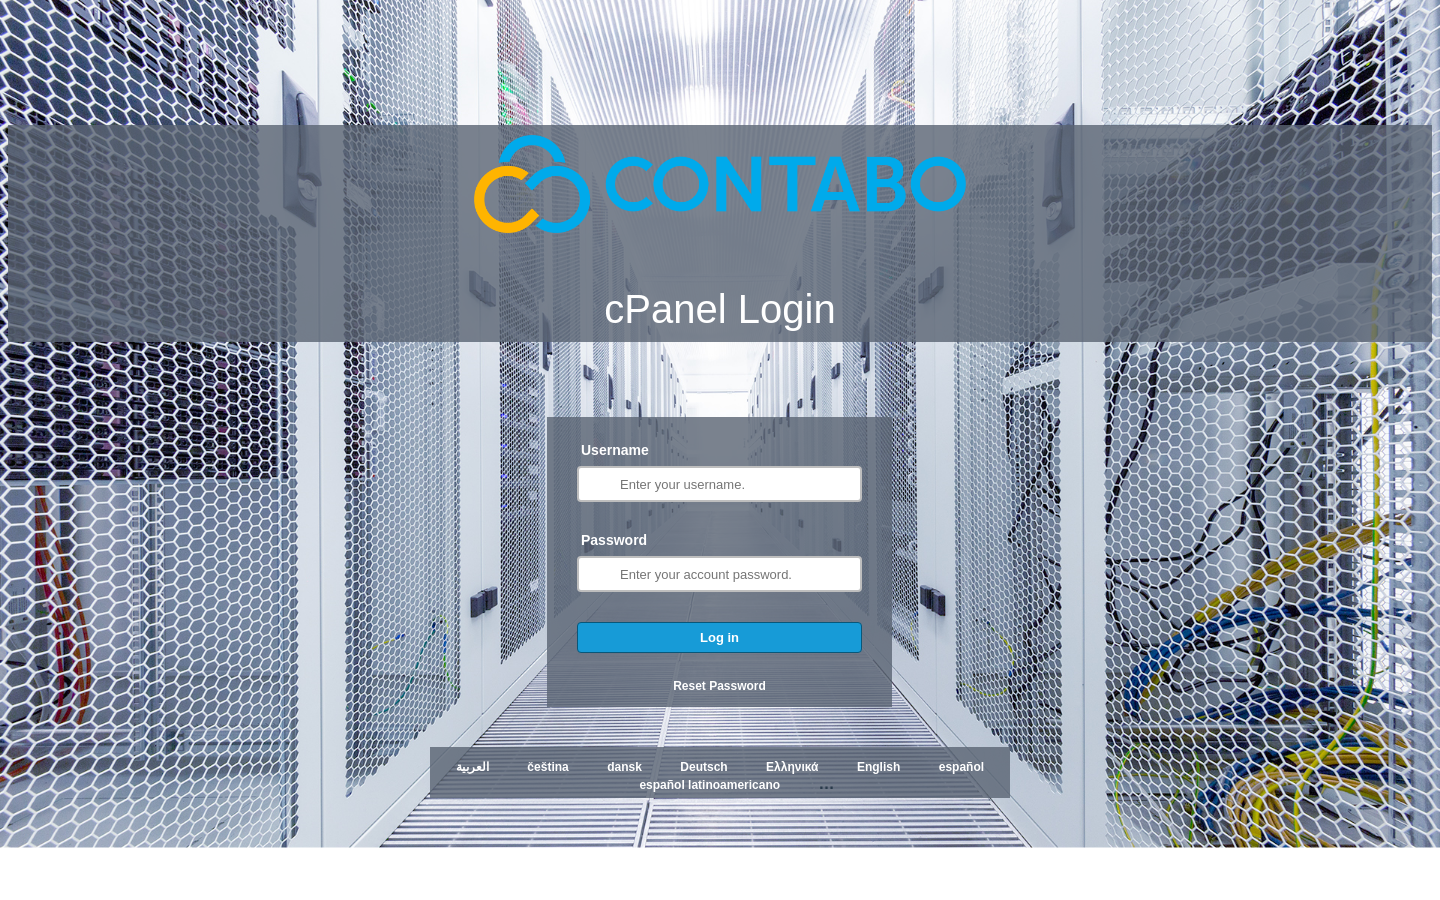 CONTABO
cPanel Login
Username
Enter your username.
Password
Enter your account password.
Log in
Reset Password
العربية čeština dansk Deutsch Ελληνικά English español
español latinoamericano ...